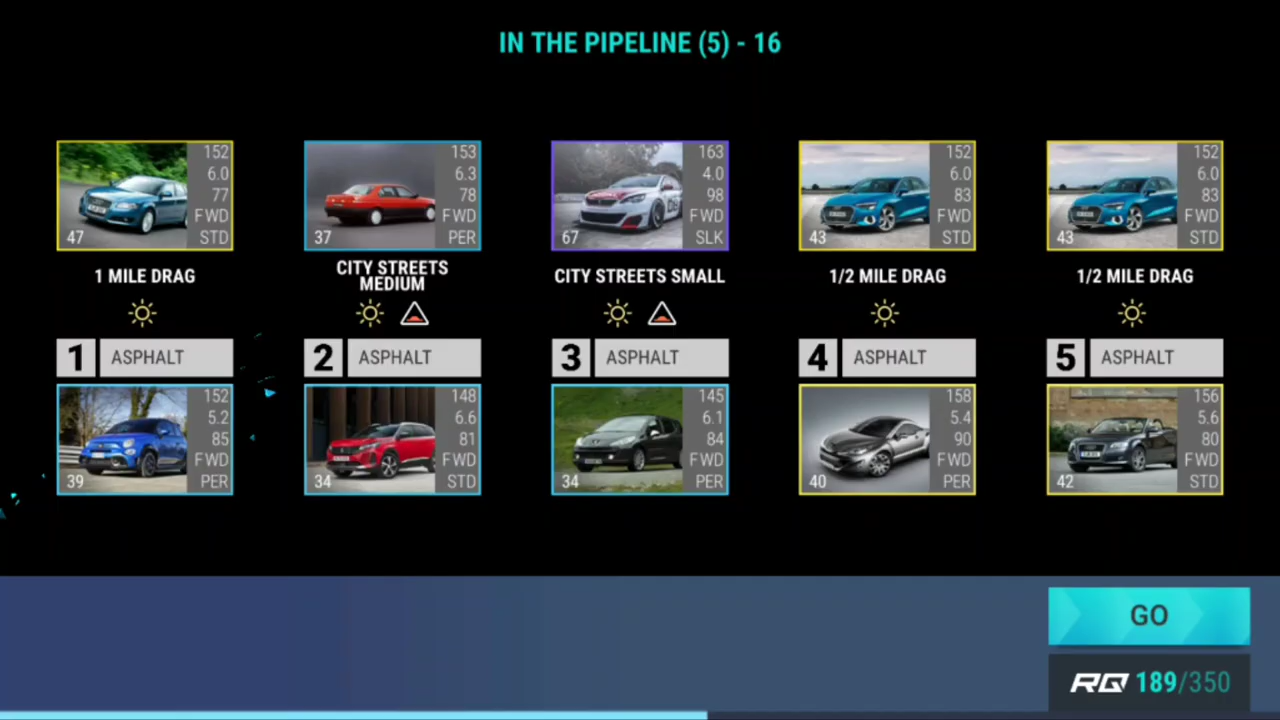 IN THE PIPELINE (5) - 16
152
6.0
77
FWD
STD
47
153
6.3
78
FWD
PER
37
163
4.0
98
FWD
SLK
67
152
6.0
83
FWD
STD
43
152
6.0
83
FWD
STD
43
1 MILE DRAG
CITY STREETS
MEDIUM
CITY STREETS SMALL
1/2 MILE DRAG
1/2 MILE DRAG
1 ASPHALT
2 ASPHALT
3 ASPHALT
4 ASPHALT
5 ASPHALT
152
5.2
85
FWD
PER
39
148
6.6
81
FWD
STD
34
145
6.1
84
FWD
PER
34
158
5.4
90
FWD
PER
40
156
5.6
80
FWD
STD
42
GO
RQ 189/350